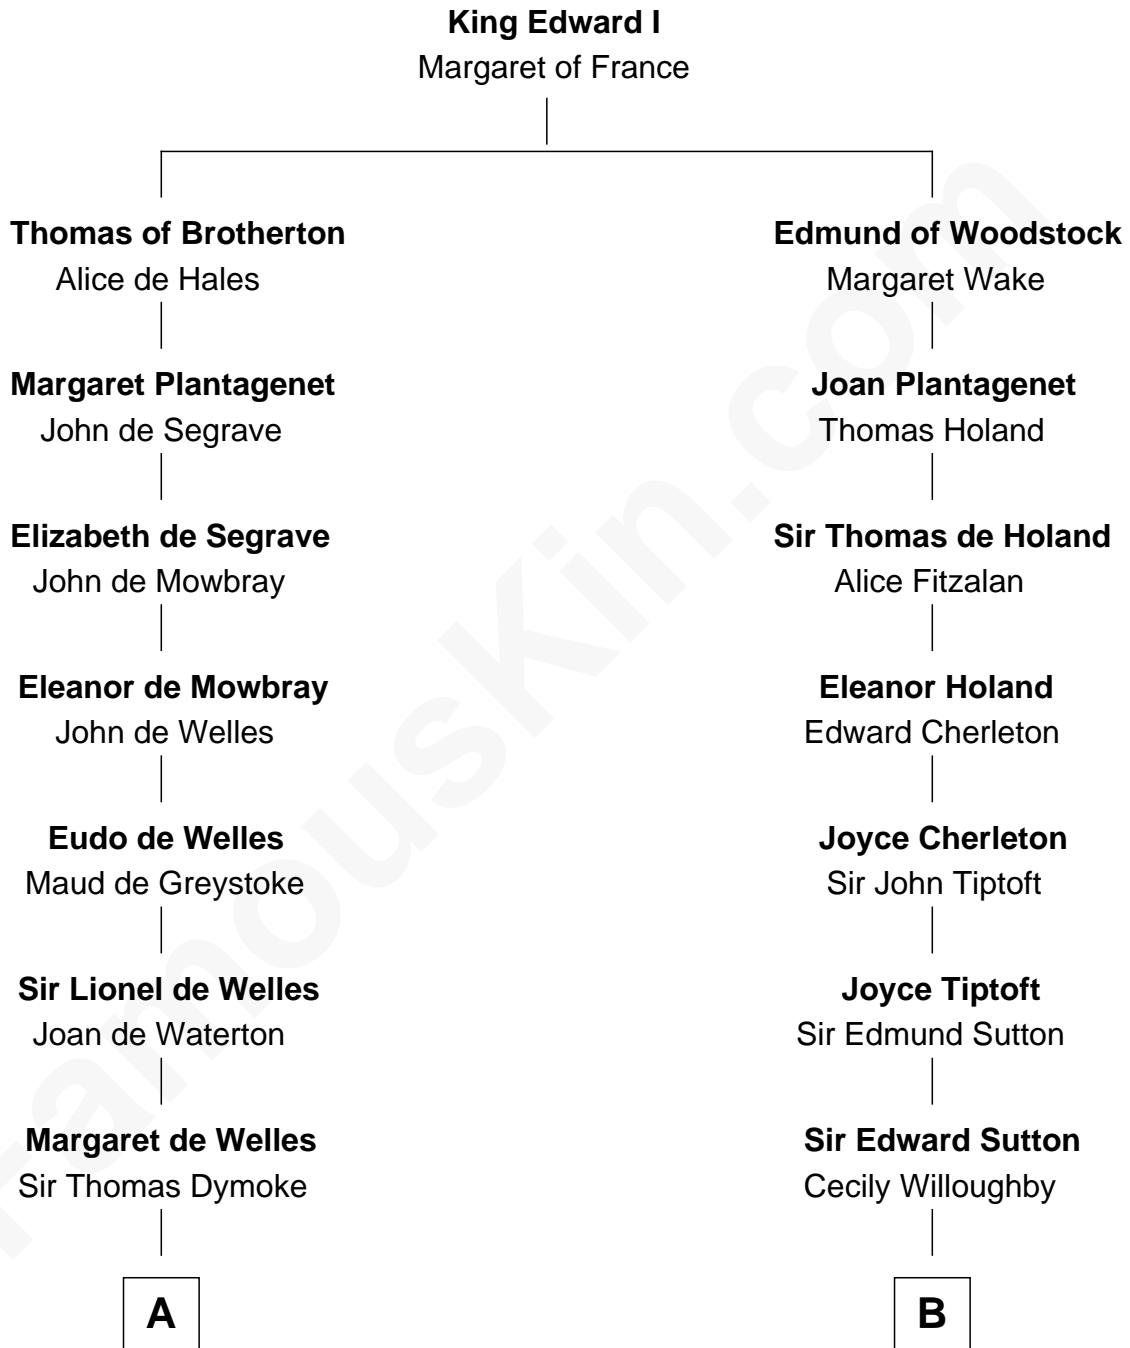 King Edward I
Margaret of France
Thomas of Brotherton
Alice de Hales
Margaret Plantagenet
John de Segrave
Elizabeth de Segrave
John de Mowbray
Eleanor de Mowbray
John de Welles
Eudo de Welles
Maud de Greystoke
Sir Lionel de Welles
Joan de Waterton
Margaret de Welles
Sir Thomas Dymoke
A
Edmund of Woodstock
Margaret Wake
Joan Plantagenet
Thomas Holand
Sir Thomas de Holand
Alice Fitzalan
Eleanor Holand
Edward Cherleton
Joyce Cherleton
Sir John Tiptoft
Joyce Tiptoft
Sir Edmund Sutton
Sir Edward Sutton
Cecily Willoughby
B
FamousKin.com